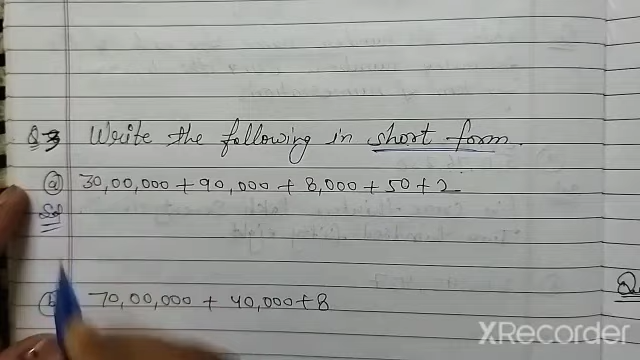 Q3 Write the following in short form.
(a) 30,00,000 + 90,000 + 8,000 + 50 + 2
Sol
(b) 70,00,000 + 40,000 + 8
XRecorder